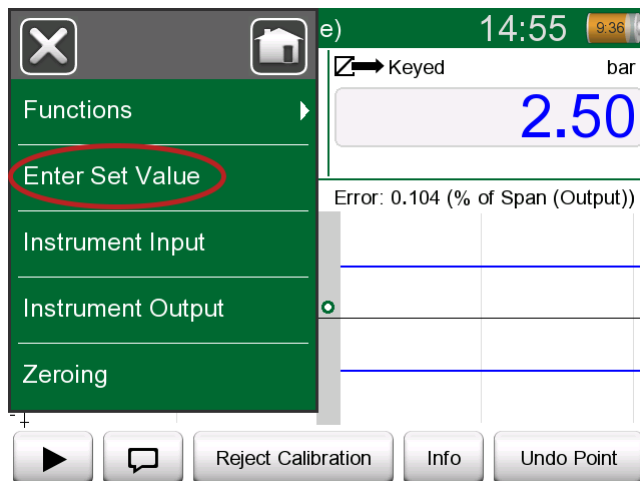 e)
14:55
9:36
Keyed
bar
2.50
Error: 0.104 (% of Span (Output))
Functions
Enter Set Value
Instrument Input
Instrument Output
Zeroing
Reject Calibration
Info
Undo Point